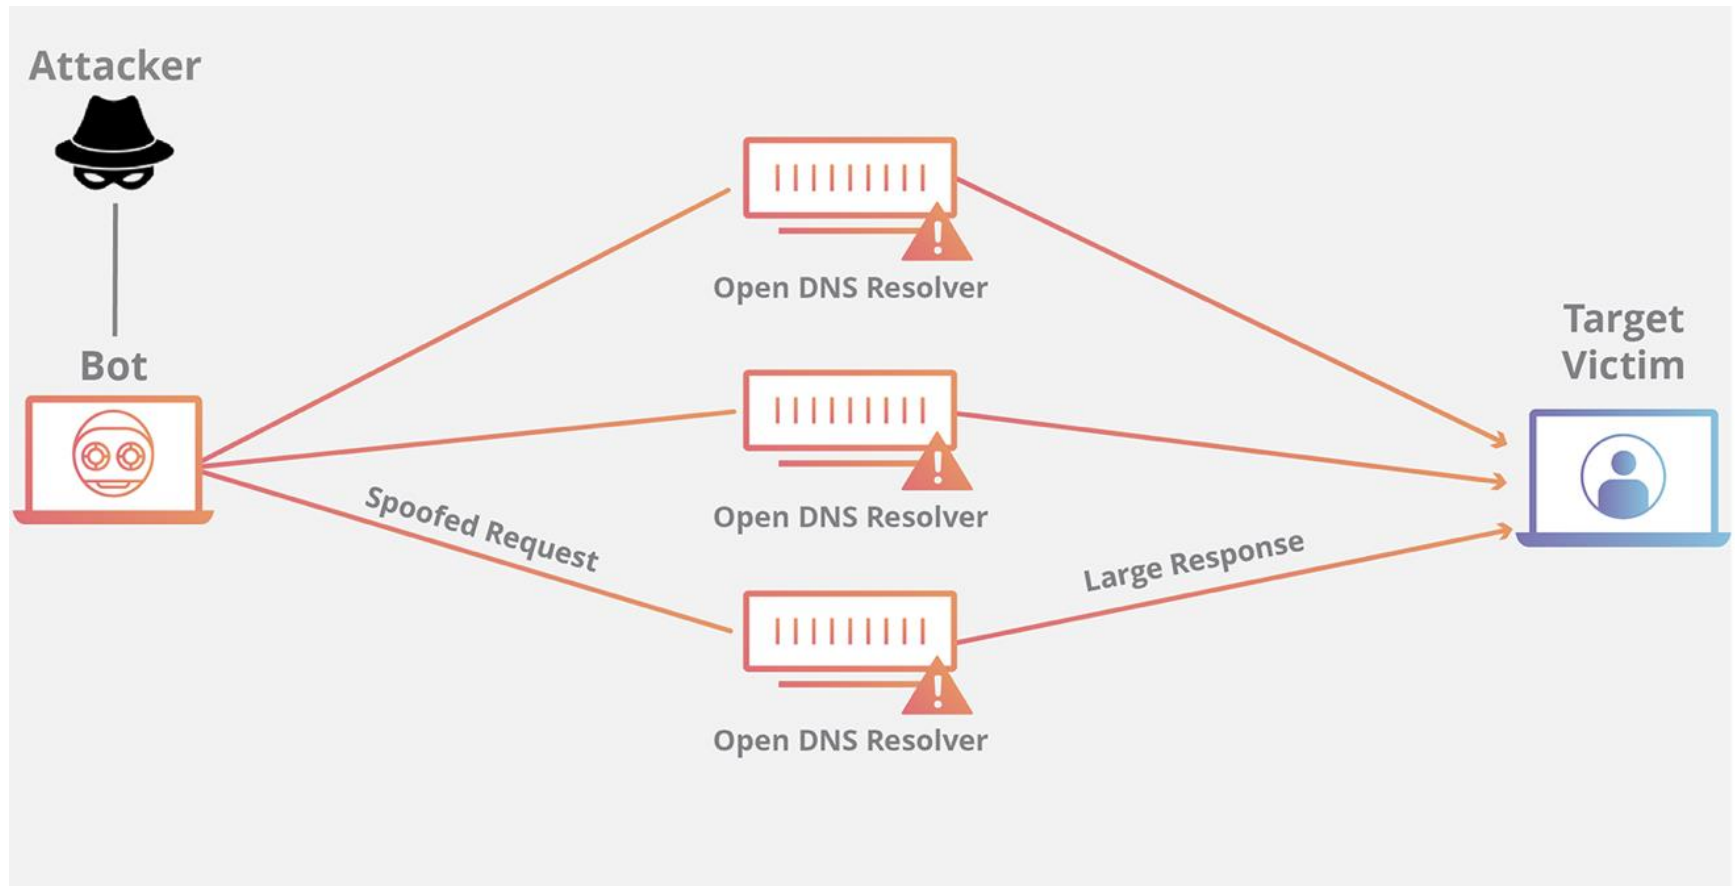 Attacker
Bot
Spoofed Request
Open DNS Resolver
Open DNS Resolver
Open DNS Resolver
Large Response
Target
Victim